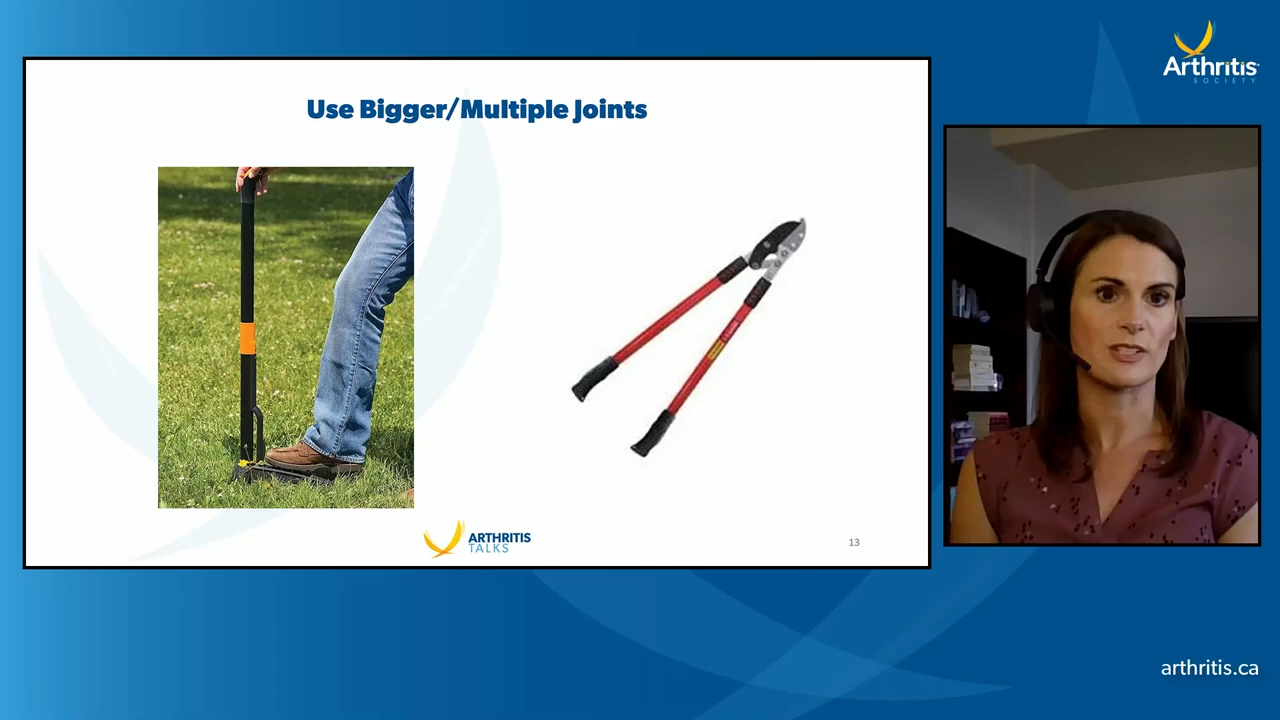 Arthritis
SOCIETY
Use Bigger/Multiple Joints
ARTHRITIS
TALKS
13
arthritis.ca